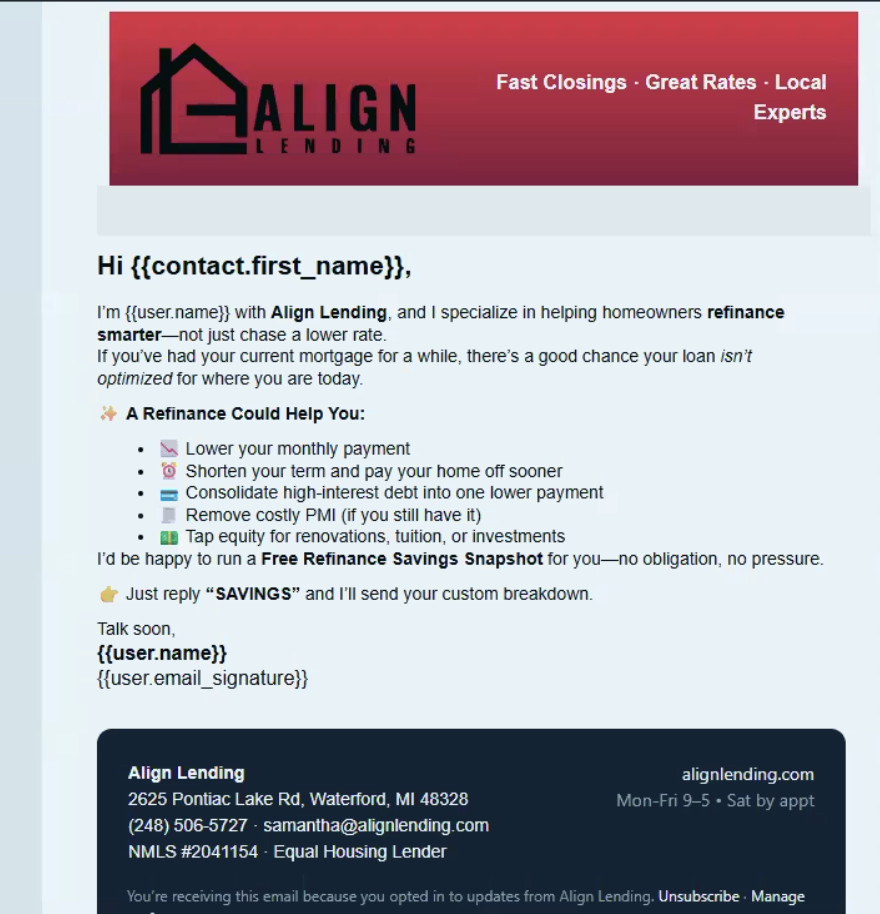 ALIGN
LENDING
Fast Closings · Great Rates · Local
Experts
Hi {{contact.first_name}},
I’m {{user.name}} with Align Lending, and I specialize in helping homeowners refinance
smarter—not just chase a lower rate.
If you’ve had your current mortgage for a while, there’s a good chance your loan isn’t
optimized for where you are today.
✨ A Refinance Could Help You:
• 📉 Lower your monthly payment
• ⏰ Shorten your term and pay your home off sooner
• 💳 Consolidate high-interest debt into one lower payment
• 🧾 Remove costly PMI (if you still have it)
• 💵 Tap equity for renovations, tuition, or investments
I’d be happy to run a Free Refinance Savings Snapshot for you—no obligation, no pressure.
👉 Just reply “SAVINGS” and I’ll send your custom breakdown.
Talk soon,
{{user.name}}
{{user.email_signature}}
Align Lending
2625 Pontiac Lake Rd, Waterford, MI 48328
(248) 506-5727 · samantha@alignlending.com
NMLS #2041154 · Equal Housing Lender
alignlending.com
Mon-Fri 9–5 • Sat by appt
You’re receiving this email because you opted in to updates from Align Lending. Unsubscribe · Manage